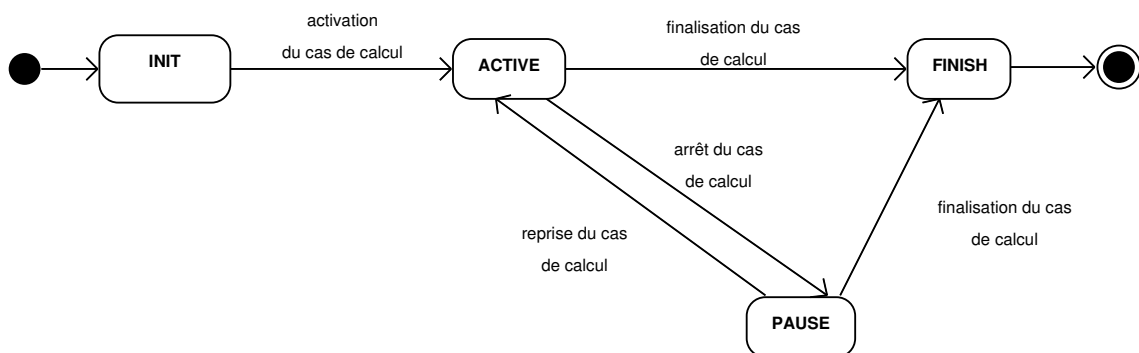 activation
du cas de calcul
finalisation du cas
de calcul
INIT
ACTIVE
FINISH
arrêt du cas
de calcul
reprise du cas
de calcul
finalisation du cas
de calcul
PAUSE